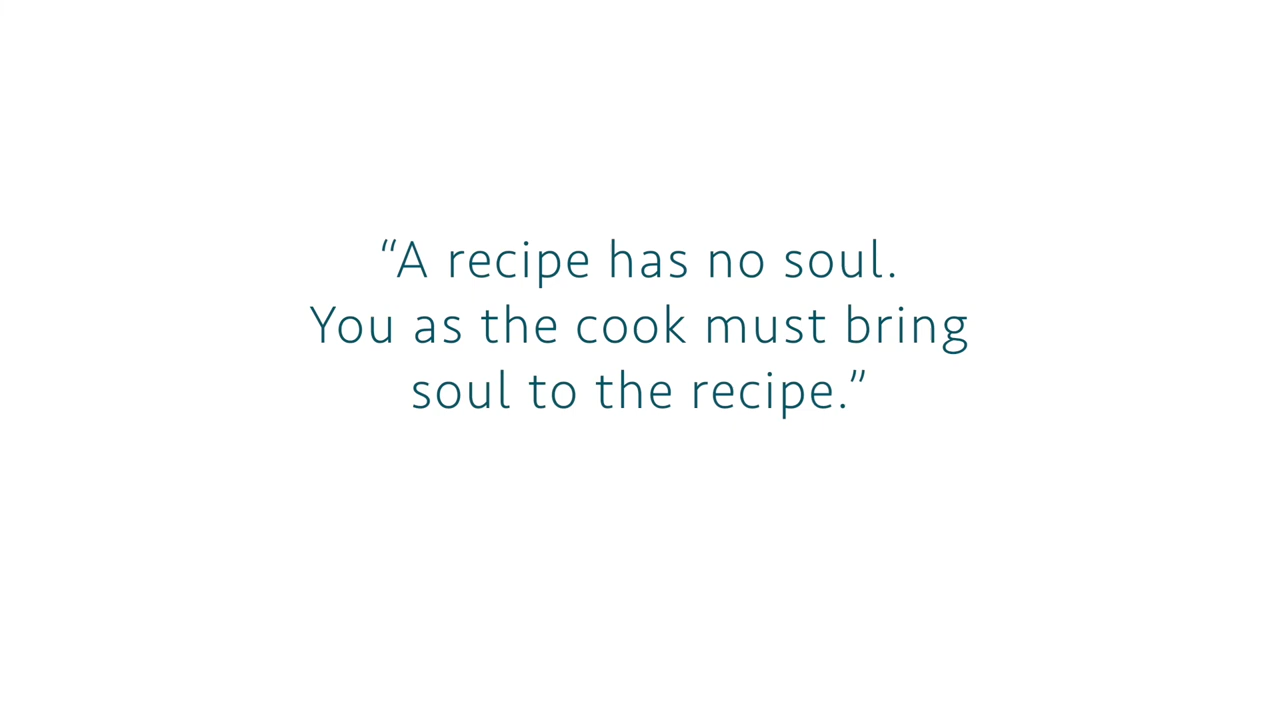 “A recipe has no soul.
You as the cook must bring
soul to the recipe.”